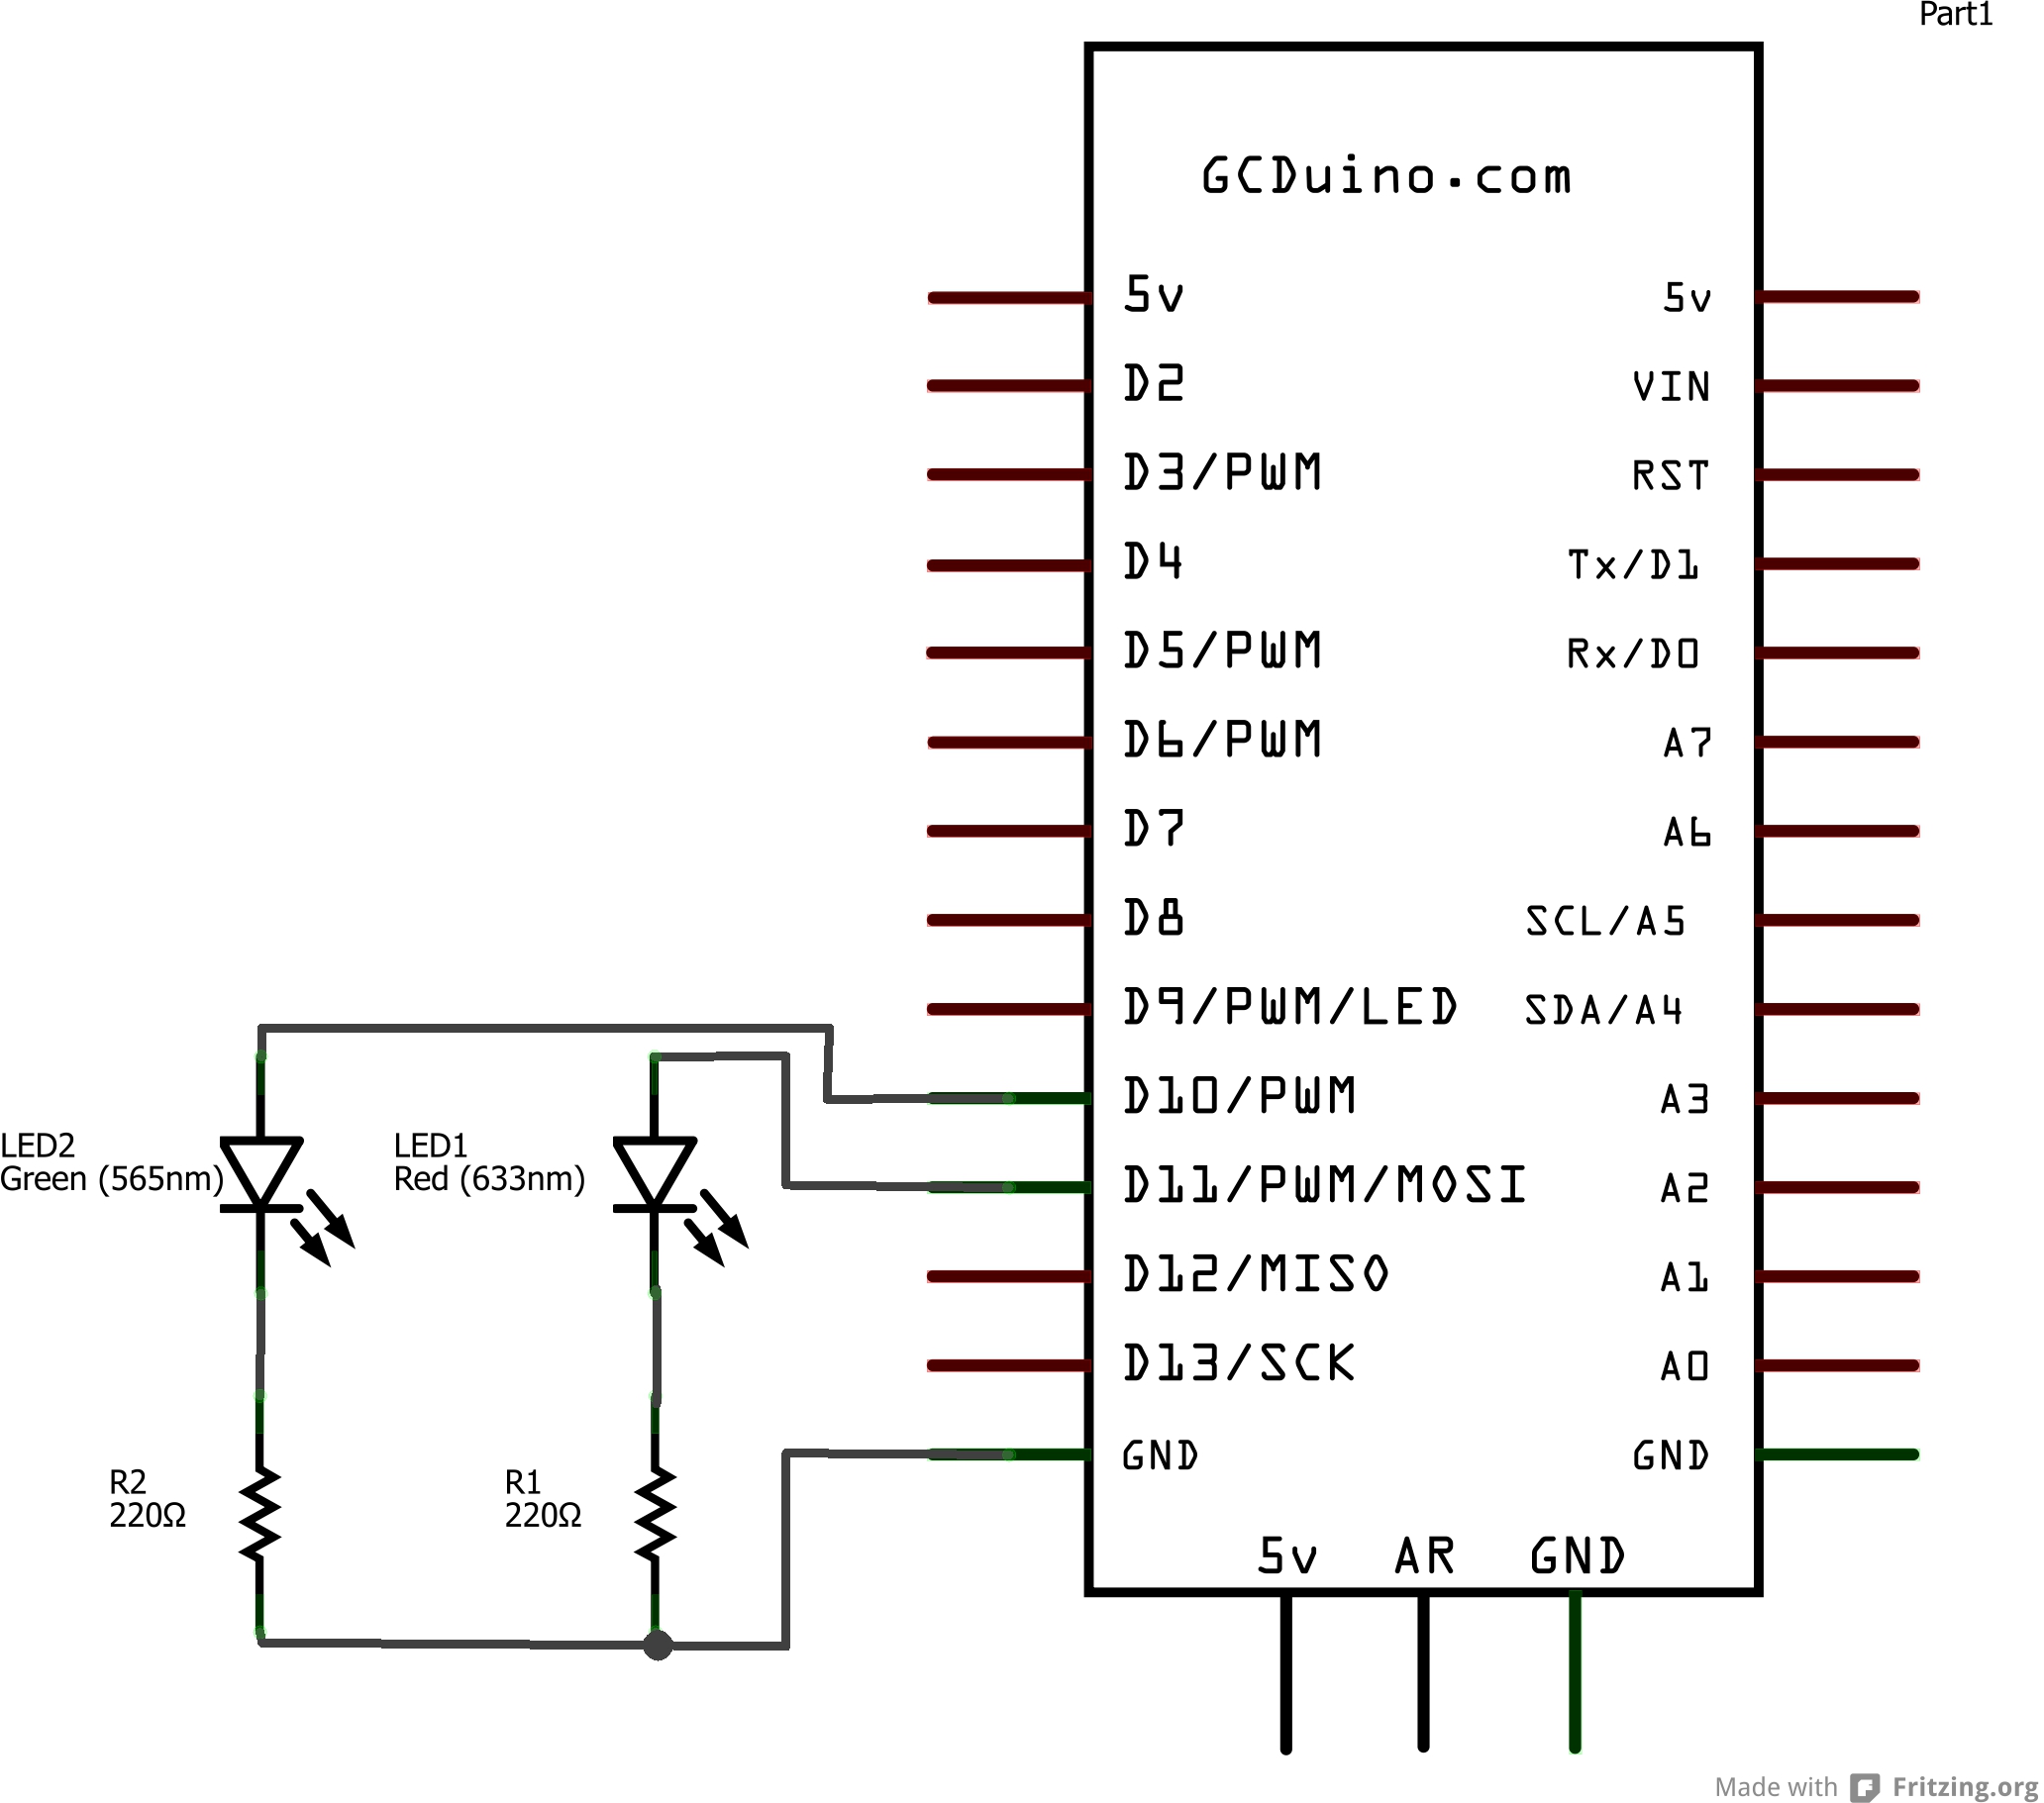 Part1
GCDuino.com
5v
D2
D3/PWM
D4
D5/PWM
D6/PWM
D7
D8
D9/PWM/LED
D10/PWM
D11/PWM/MOSI
D12/MISO
D13/SCK
GND
5v
VIN
RST
Tx/D1
Rx/D0
A7
A6
SCL/A5
SDA/A4
A3
A2
A1
A0
GND
5v AR GND
LED2
Green (565nm)
LED1
Red (633nm)
R2
220Ω
R1
220Ω
Made with Fritzing.org